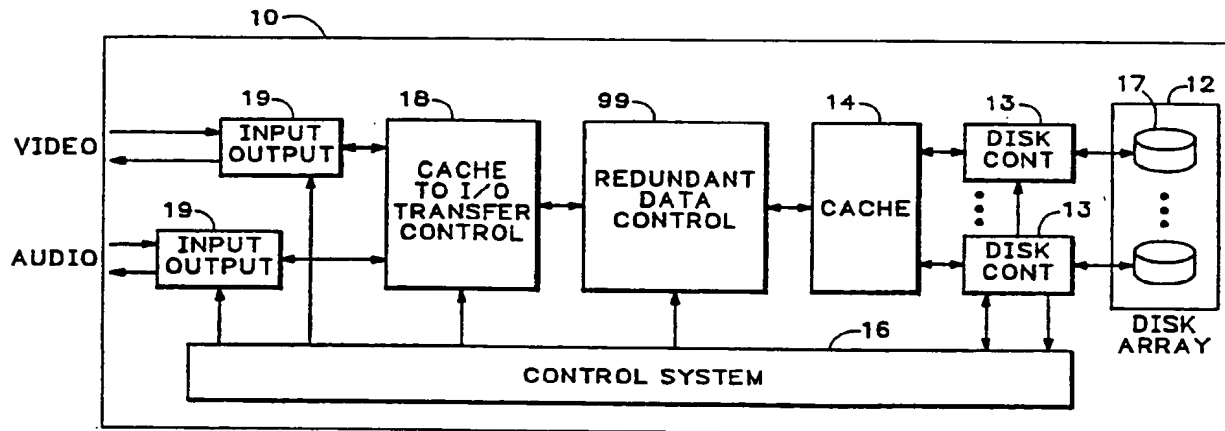 10
19
18
99
14
13
17
12
VIDEO
INPUT
OUTPUT
CACHE
TO I/O
TRANSFER
CONTROL
REDUNDANT
DATA
CONTROL
CACHE
DISK
CONT
AUDIO
19
INPUT
OUTPUT
13
DISK
CONT
DISK
ARRAY
16
CONTROL SYSTEM